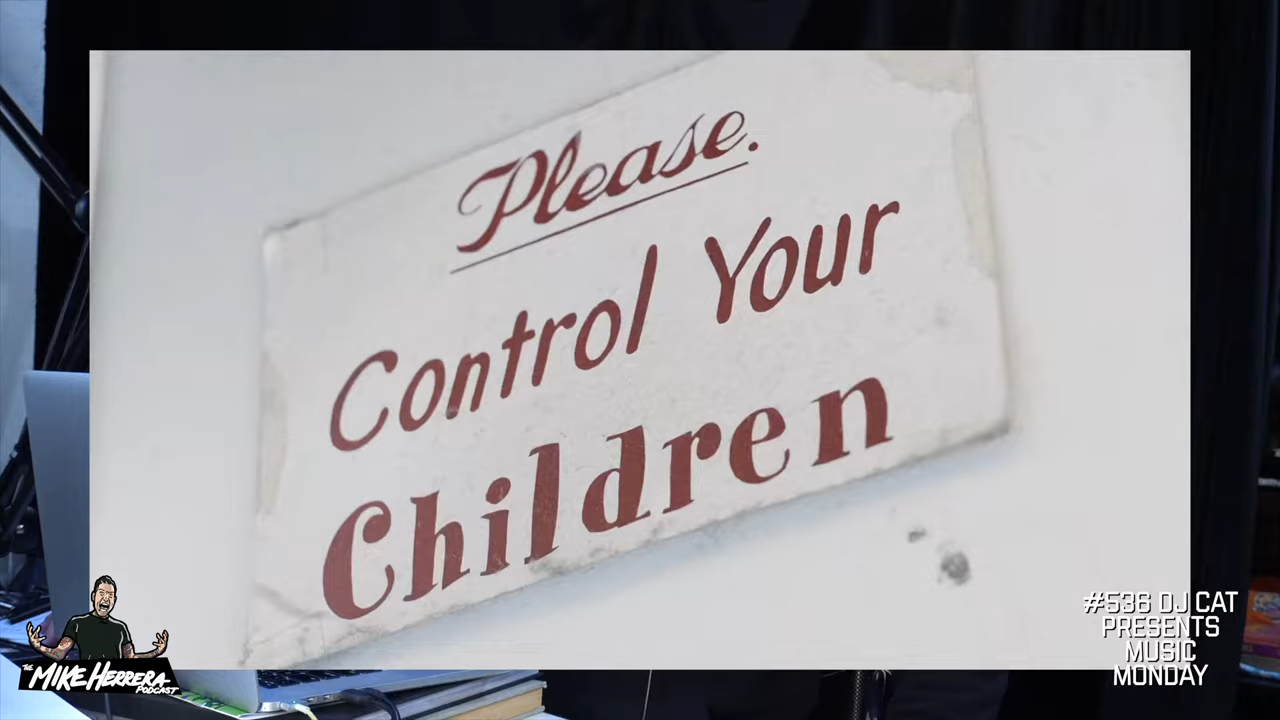 Please.
Control Your
Children
THE
MIKE HERRERA
PODCAST
#536 DJ CAT
PRESENTS
MUSIC
MONDAY